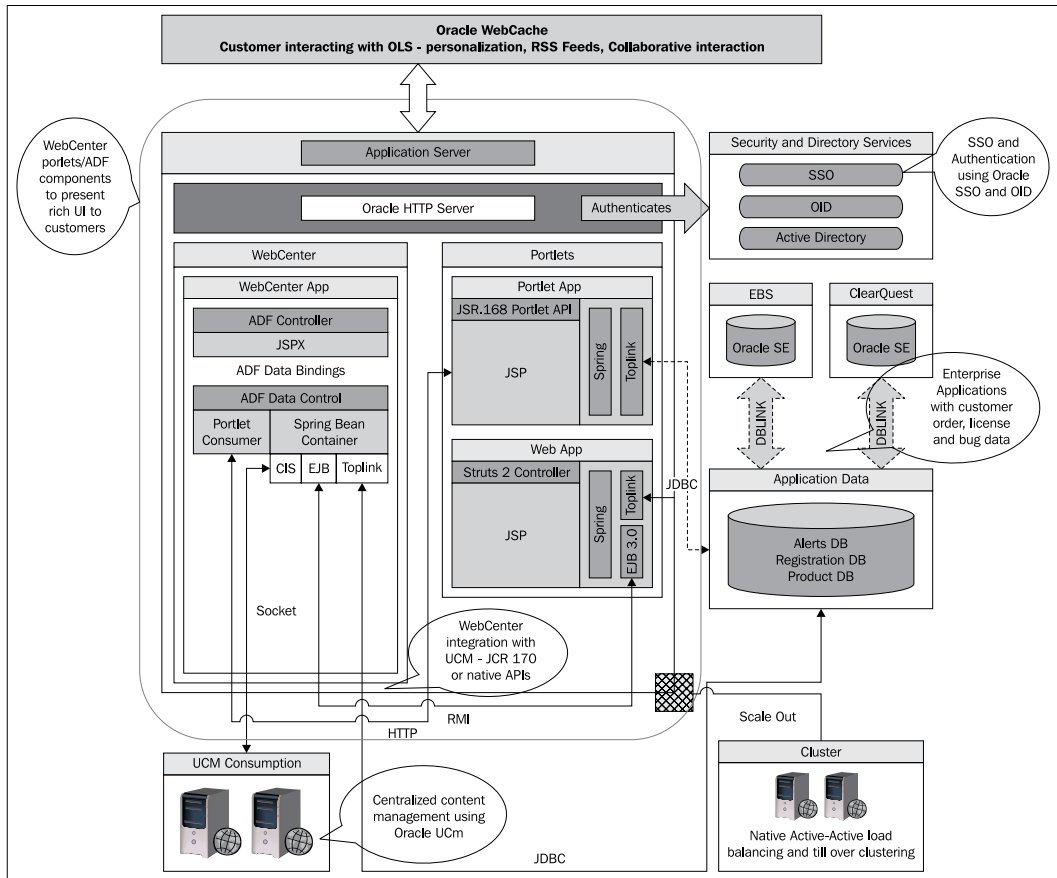 Oracle WebCache
Customer interacting with OLS - personalization, RSS Feeds, Collaborative interaction
WebCenter
porlets/ADF
components
to present
rich UI to
customers
Application Server
Oracle HTTP Server
Authenticates
Security and Directory Services
SSO
OID
Active Directory
SSO and
Authentication
using Oracle
SSO and OID
WebCenter
WebCenter App
ADF Controller
JSPX
ADF Data Bindings
ADF Data Control
Portlet
Consumer
Spring Bean
Container
CIS
EJB
Toplink
Portlets
Portlet App
JSR.168 Portlet API
JSP
Spring
Toplink
Web App
Struts 2 Controller
JSP
Spring
Toplink
EJB 3.0
JDBC
EBS
Oracle SE
ClearQuest
Oracle SE
DBLINK
DBLINK
Enterprise
Applications
with customer
order, license
and bug data
Application Data
Alerts DB
Registration DB
Product DB
Socket
WebCenter
integration with
UCM - JCR 170
or native APIs
RMI
HTTP
Scale Out
UCM Consumption
Centralized content
management using
Oracle UCm
Cluster
Native Active-Active load
balancing and till over clustering
JDBC